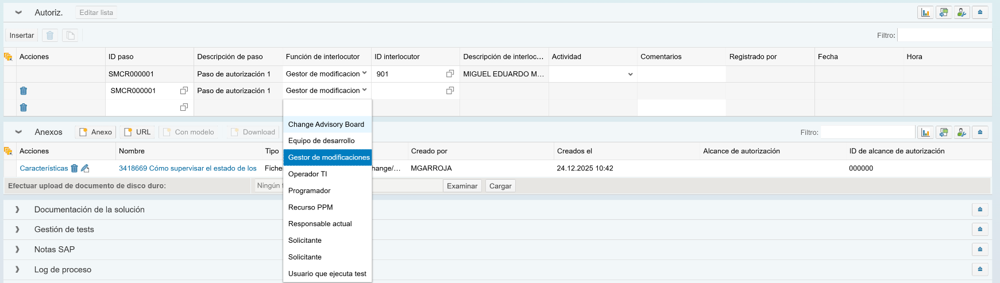 Autoriz. Editar lista
Insertar Filtro:
Acciones ID paso Descripción de paso Función de interlocutor ID interlocutor Descripción de interloc... Actividad Comentarios Registrado por Fecha Hora
SMCR000001 Paso de autorización 1 Gestor de modificacion 901 MIGUEL EDUARDO M...
SMCR000001 Paso de autorización 1 Gestor de modificacion
Change Advisory Board
Equipo de desarrollo
Gestor de modificaciones
Operador TI
Programador
Recurso PPM
Responsable actual
Solicitante
Solicitante
Usuario que ejecuta test
Anexos Anexo URL Con modelo Download Filtro:
Acciones Nombre Tipo Creado por Creados el Alcance de autorización ID de alcance de autorización
Características 3418669 Cómo supervisar el estado de los Fiche hange/... MGARROJA 24.12.2025 10:42 000000
Efectuar upload de documento de disco duro: Ningún f Examinar Cargar
Documentación de la solución
Gestión de tests
Notas SAP
Log de proceso